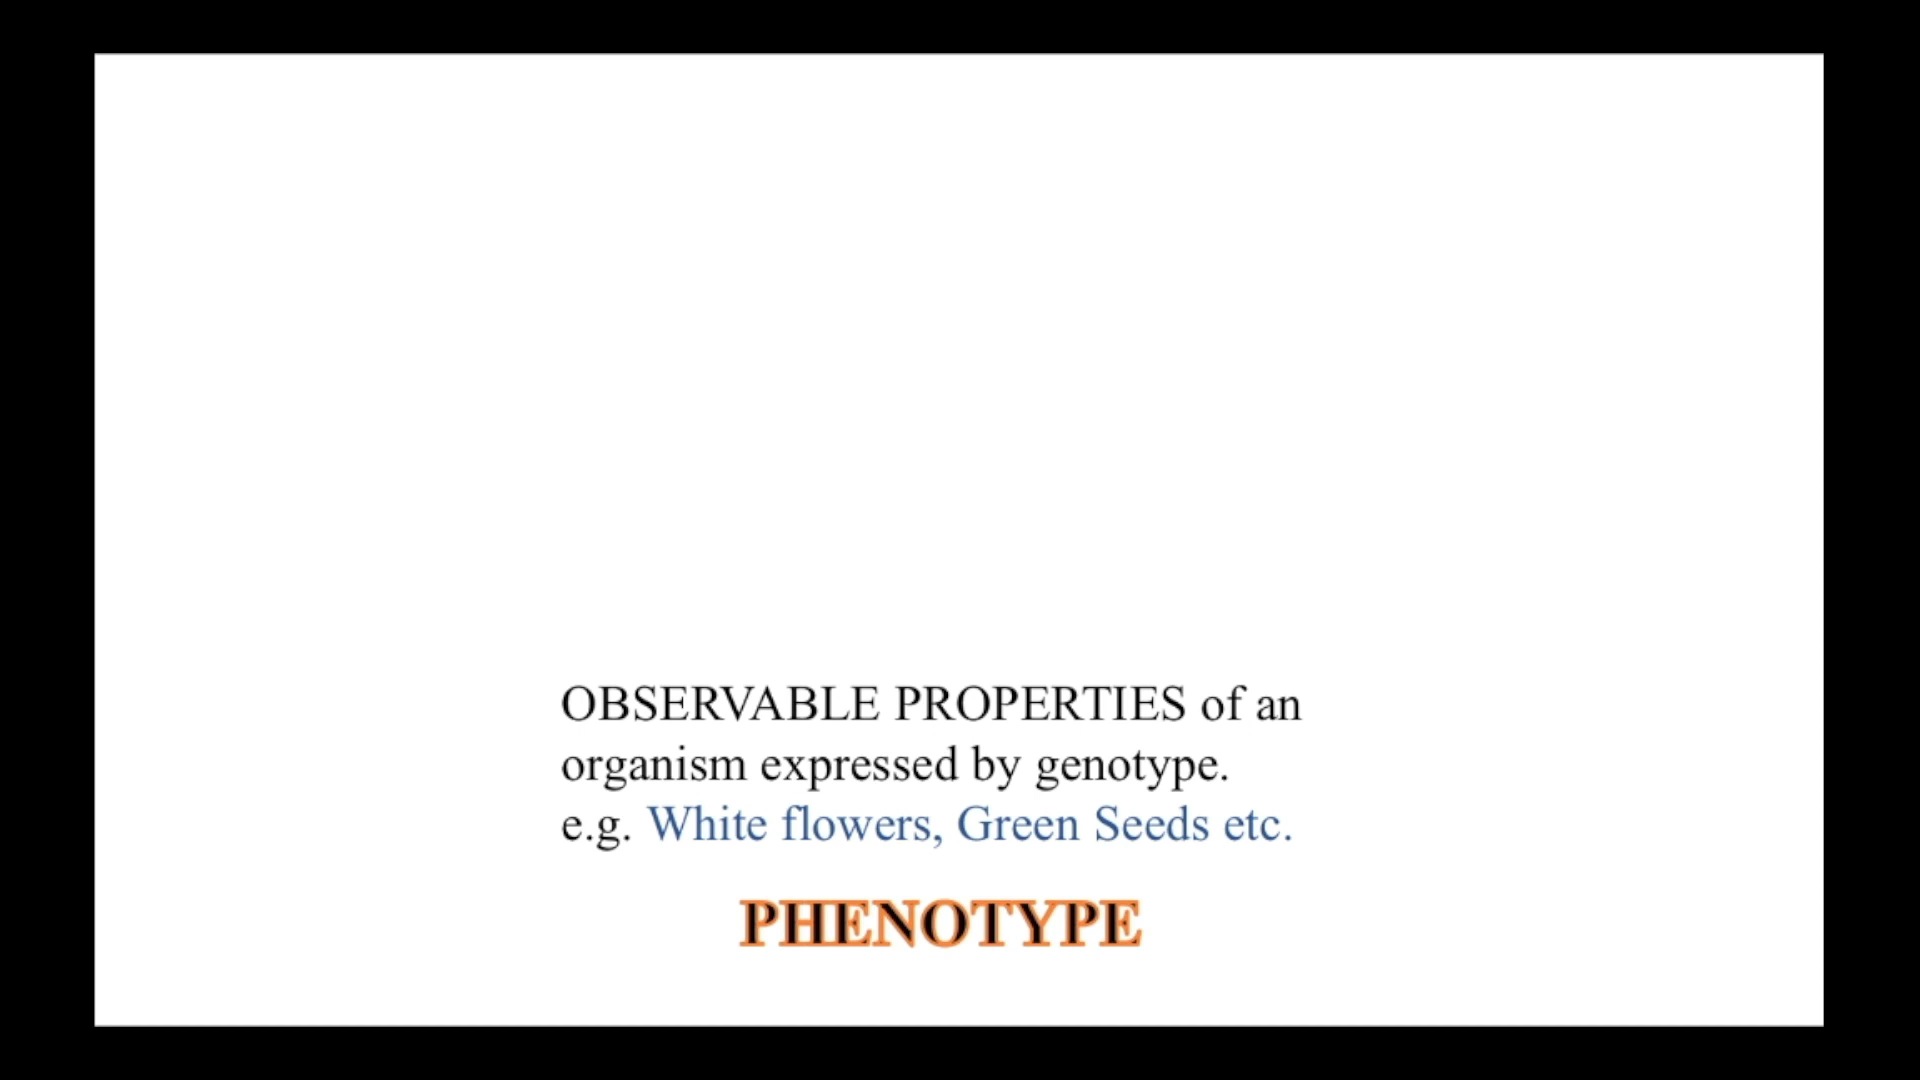 OBSERVABLE PROPERTIES of an
organism expressed by genotype.
e.g. White flowers, Green Seeds etc.
PHENOTYPE